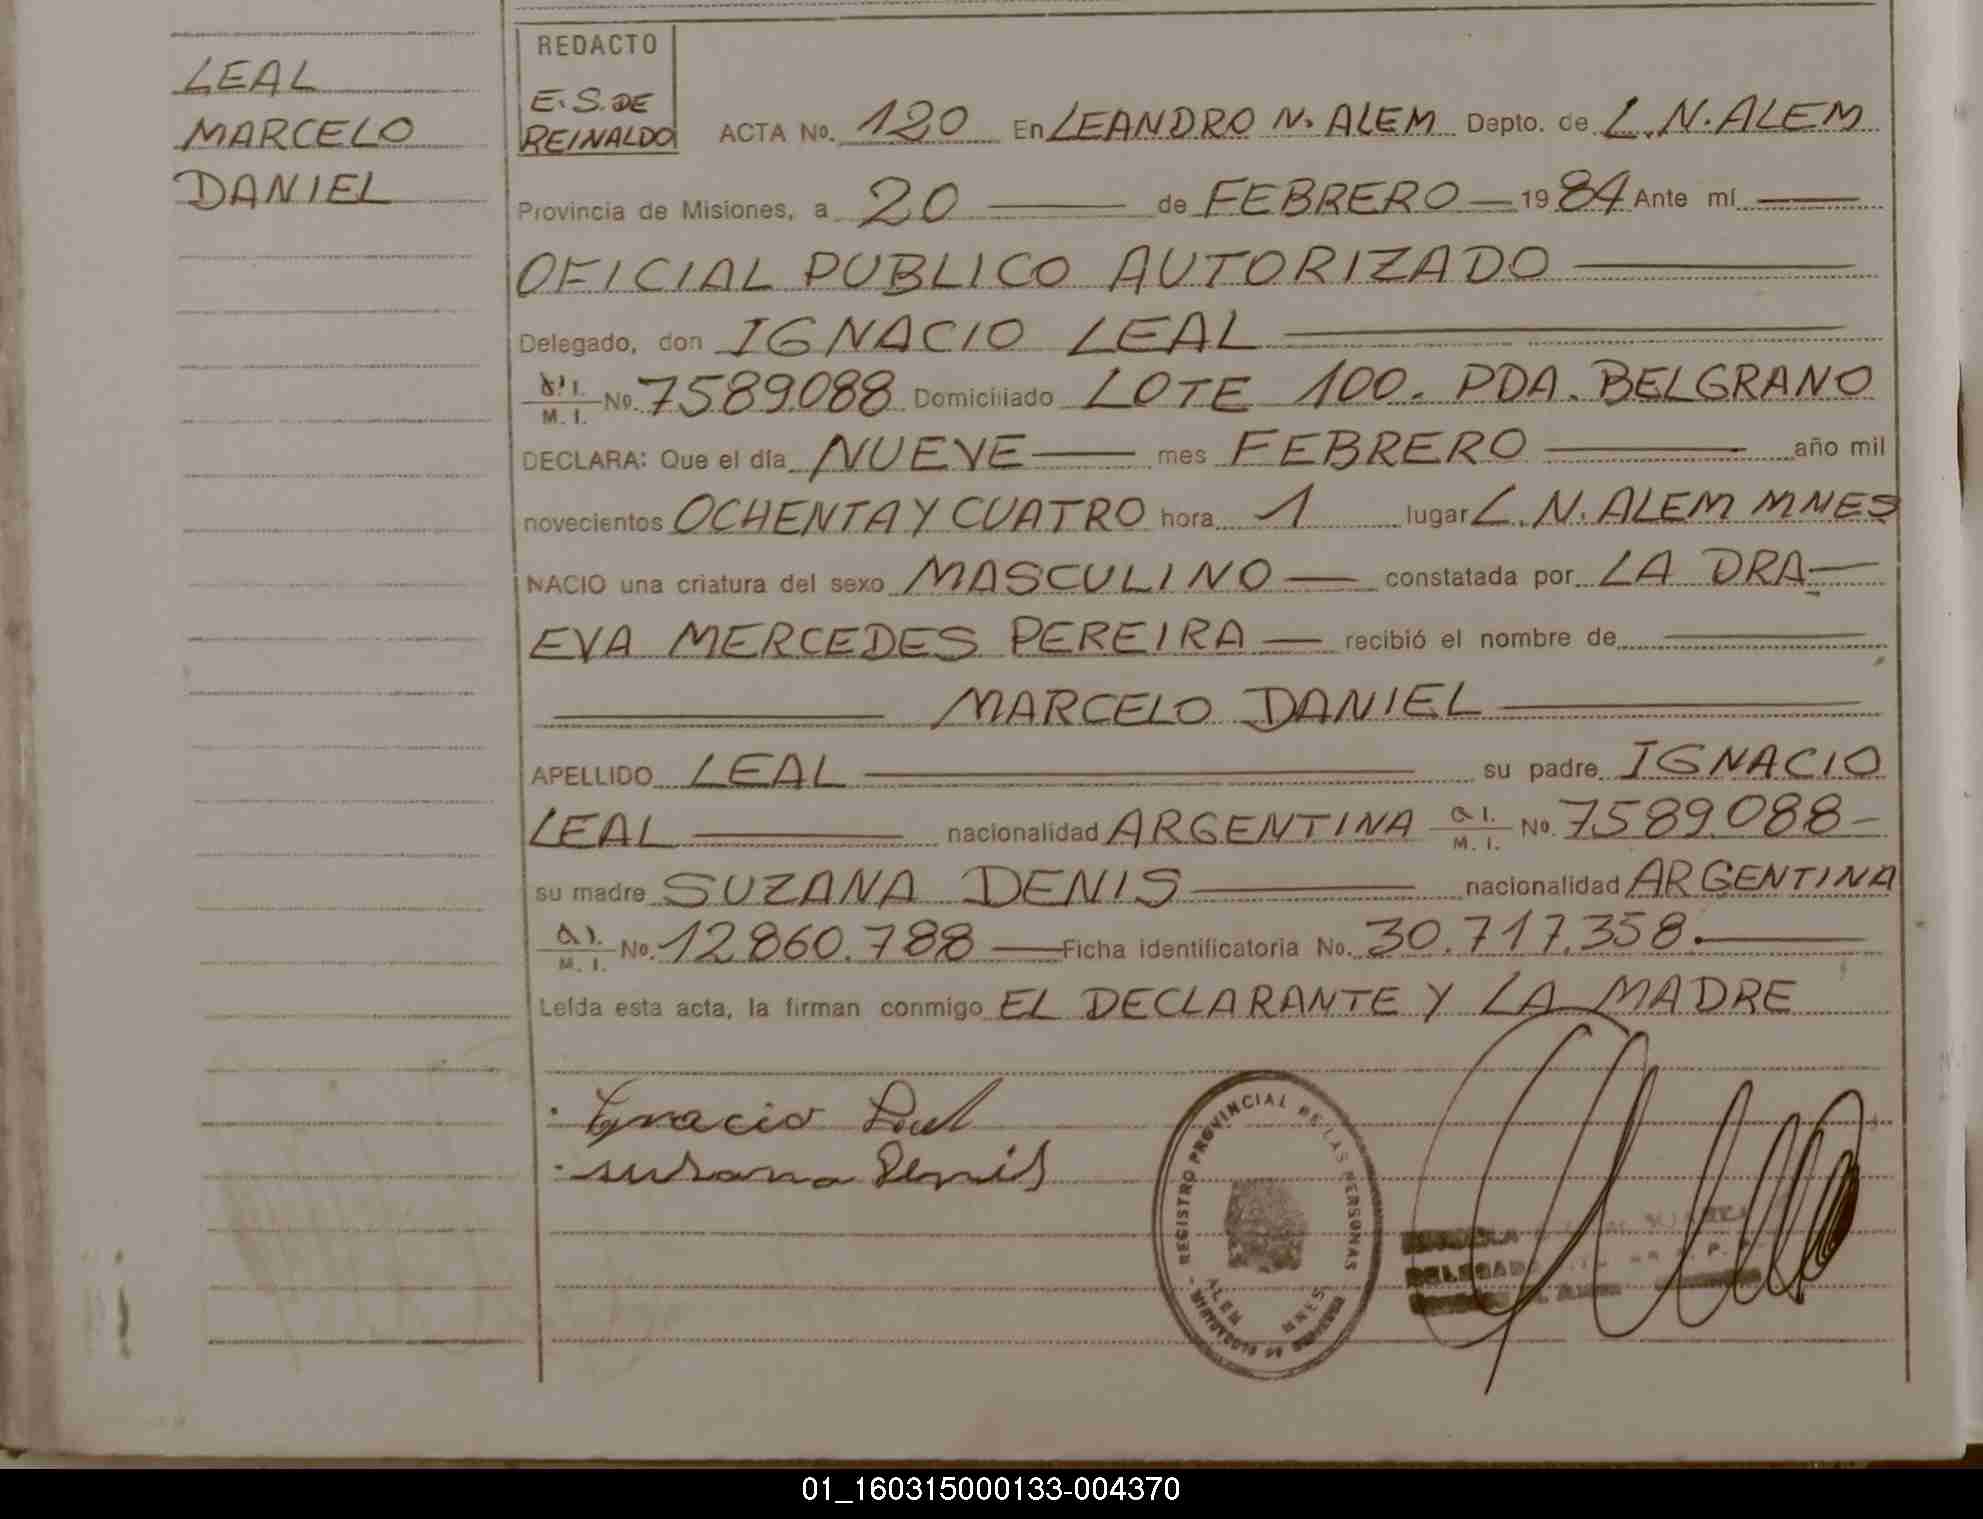 LEAL
MARCELO
DANIEL
REDACTO
E. S. DE
REINALDO
ACTA No. 120 En LEANDRO N. ALEM Depto. de L. N. ALEM
Provincia de Misiones, a 20 de FEBRERO 1984 Ante mí
OFICIAL PUBLICO AUTORIZADO
Delegado, don IGNACIO LEAL
M. I. No. 7589.088 Domiciliado LOTE 100. PDA. BELGRANO
DECLARA: Que el día NUEVE mes FEBRERO año mil
novecientos OCHENTA Y CUATRO hora 1 lugar L. N. ALEM MNES
NACIO una criatura del sexo MASCULINO constatada por LA DRA
EVA MERCEDES PEREIRA recibió el nombre de
MARCELO DANIEL
APELLIDO LEAL su padre IGNACIO
LEAL nacionalidad ARGENTINA M. I. No. 7589.088
su madre SUZANA DENIS nacionalidad ARGENTINA
M. I. No. 12.860.788 Ficha identificatoria No. 30.717.358.
Leída esta acta, la firman conmigo EL DECLARANTE Y LA MADRE
Ignacio Leal
suzana Denis
REGISTRO PROVINCIAL DE LAS PERSONAS
ALEM MNES
01_160315000133-004370